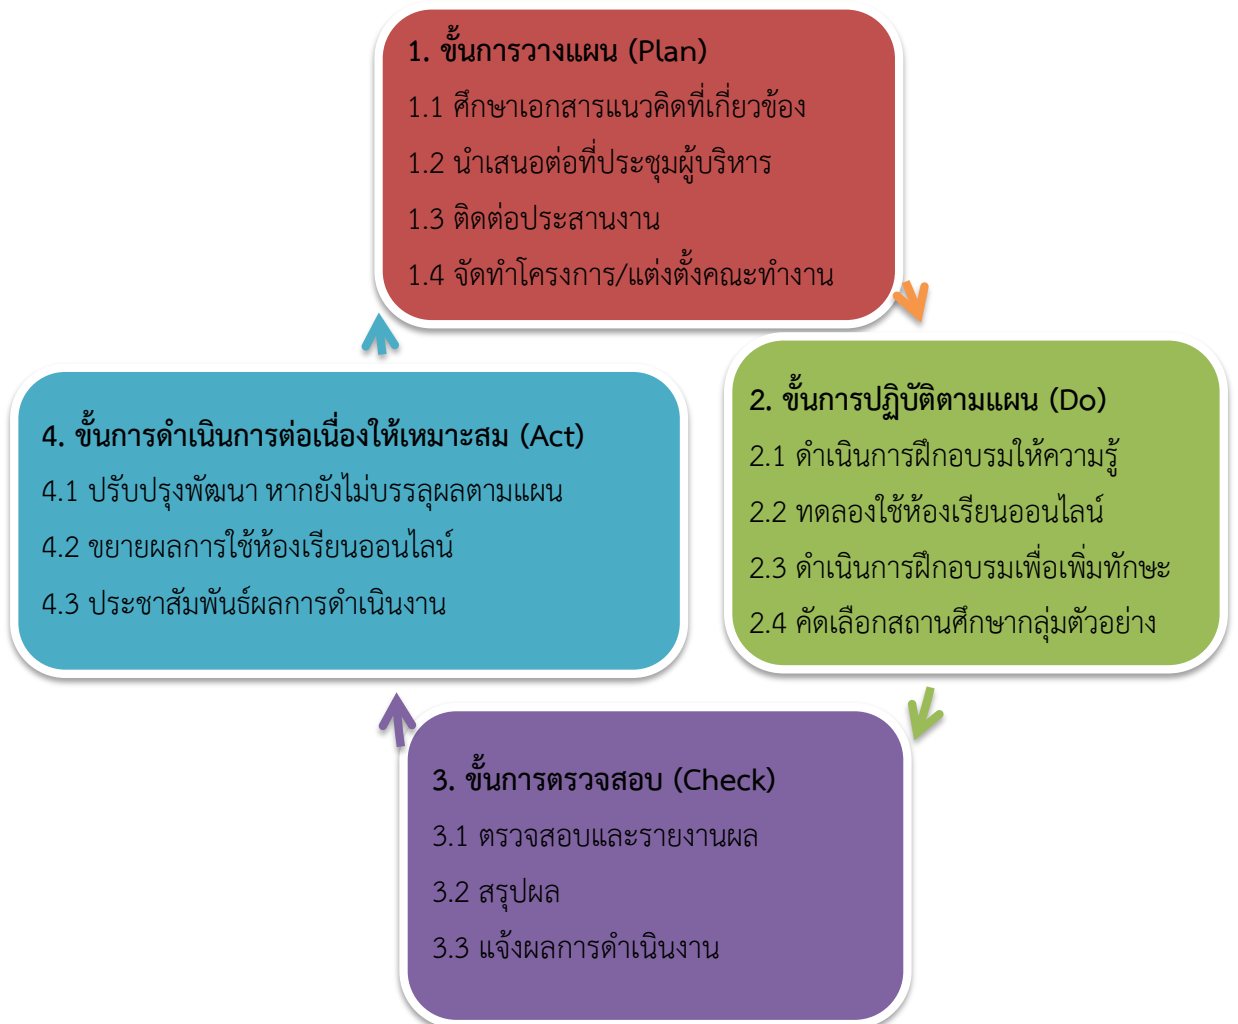 1. ขั้นการวางแผน (Plan)
1.1 ศึกษาเอกสารแนวคิดที่เกี่ยวข้อง
1.2 นำเสนอต่อที่ประชุมผู้บริหาร
1.3 ติดต่อประสานงาน
1.4 จัดทำโครงการ/แต่งตั้งคณะทำงาน
2. ขั้นการปฏิบัติตามแผน (Do)
2.1 ดำเนินการฝึกอบรมให้ความรู้
2.2 ทดลองใช้ห้องเรียนออนไลน์
2.3 ดำเนินการฝึกอบรมเพื่อเพิ่มทักษะ
2.4 คัดเลือกสถานศึกษากลุ่มตัวอย่าง
3. ขั้นการตรวจสอบ (Check)
3.1 ตรวจสอบและรายงานผล
3.2 สรุปผล
3.3 แจ้งผลการดำเนินงาน
4. ขั้นการดำเนินการต่อเนื่องให้เหมาะสม (Act)
4.1 ปรับปรุงพัฒนา หากยังไม่บรรลุผลตามแผน
4.2 ขยายผลการใช้ห้องเรียนออนไลน์
4.3 ประชาสัมพันธ์ผลการดำเนินงาน